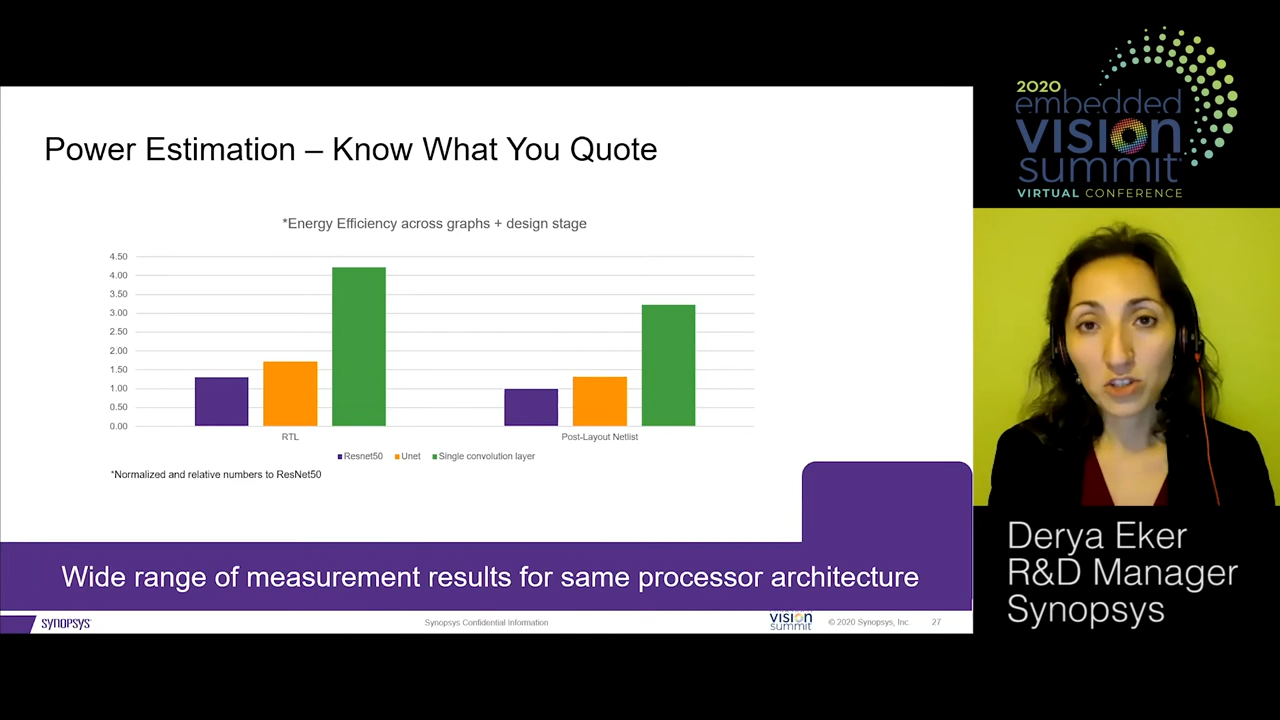 Power Estimation – Know What You Quote
*Energy Efficiency across graphs + design stage
4.50
4.00
3.50
3.00
2.50
2.00
1.50
1.00
0.50
0.00
RTL
Post-Layout Netlist
Resnet50 Unet Single convolution layer
*Normalized and relative numbers to ResNet50
Wide range of measurement results for same processor architecture
SYNOPSYS
Synopsys Confidential Information
embedded
VISION
summit
© 2020 Synopsys, Inc.
27
2020
embedded
VISION
summit
VIRTUAL CONFERENCE
Derya Eker
R&D Manager
Synopsys